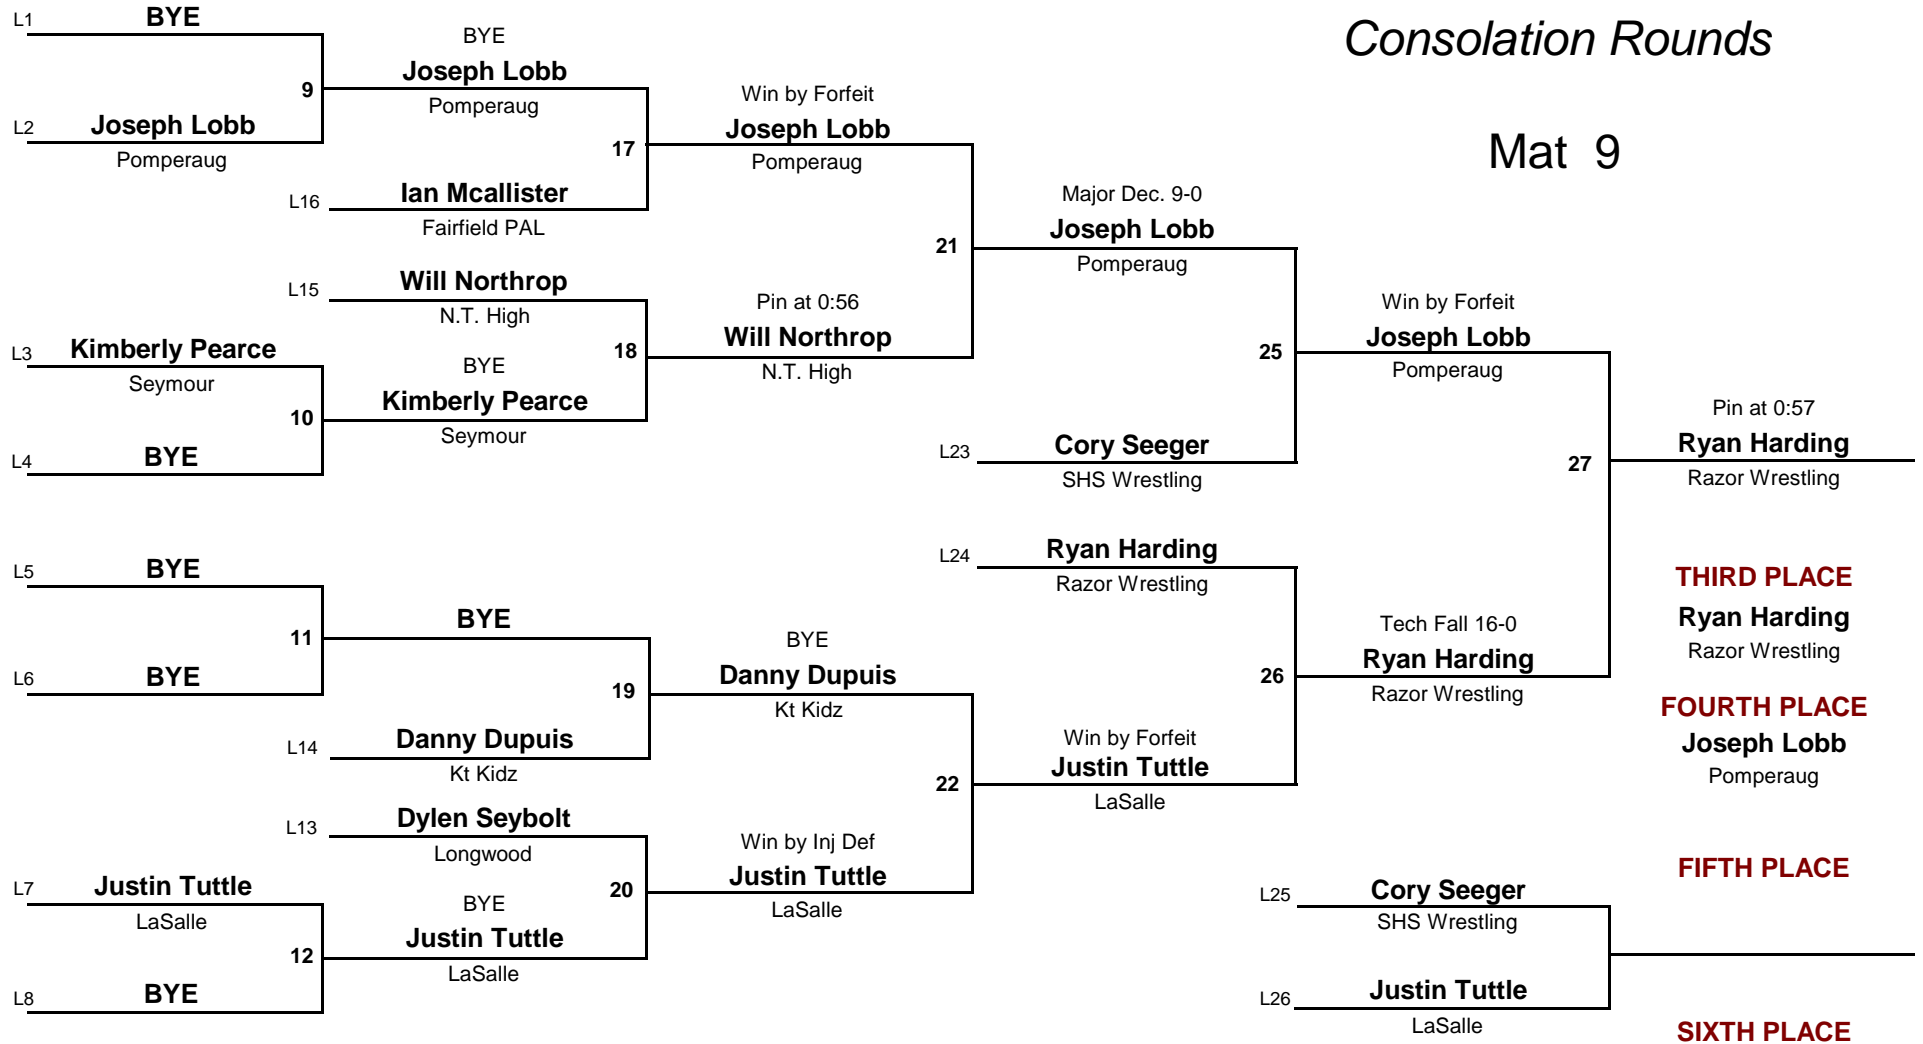 Consolation Rounds
Mat 9
L1 BYE
9
L2 Joseph Lobb
Pomperaug
BYE
Joseph Lobb
Pomperaug
17
L16 Ian Mcallister
Fairfield PAL
Win by Forfeit
Joseph Lobb
Pomperaug
21
L15 Will Northrop
N.T. High
18
L3 Kimberly Pearce
Seymour
10
L4 BYE
BYE
Kimberly Pearce
Seymour
Pin at 0:56
Will Northrop
N.T. High
Major Dec. 9-0
Joseph Lobb
Pomperaug
25
L23 Cory Seeger
SHS Wrestling
Win by Forfeit
Joseph Lobb
Pomperaug
27
Pin at 0:57
Ryan Harding
Razor Wrestling
L5 BYE
11
L6 BYE
BYE
19
L14 Danny Dupuis
Kt Kidz
BYE
Danny Dupuis
Kt Kidz
22
L13 Dylen Seybolt
Longwood
20
L7 Justin Tuttle
LaSalle
12
L8 BYE
BYE
Justin Tuttle
LaSalle
Win by Inj Def
Justin Tuttle
LaSalle
L24 Ryan Harding
Razor Wrestling
26
Win by Forfeit
Justin Tuttle
LaSalle
Tech Fall 16-0
Ryan Harding
Razor Wrestling
THIRD PLACE
Ryan Harding
Razor Wrestling
FOURTH PLACE
Joseph Lobb
Pomperaug
L25 Cory Seeger
SHS Wrestling
L26 Justin Tuttle
LaSalle
FIFTH PLACE
SIXTH PLACE